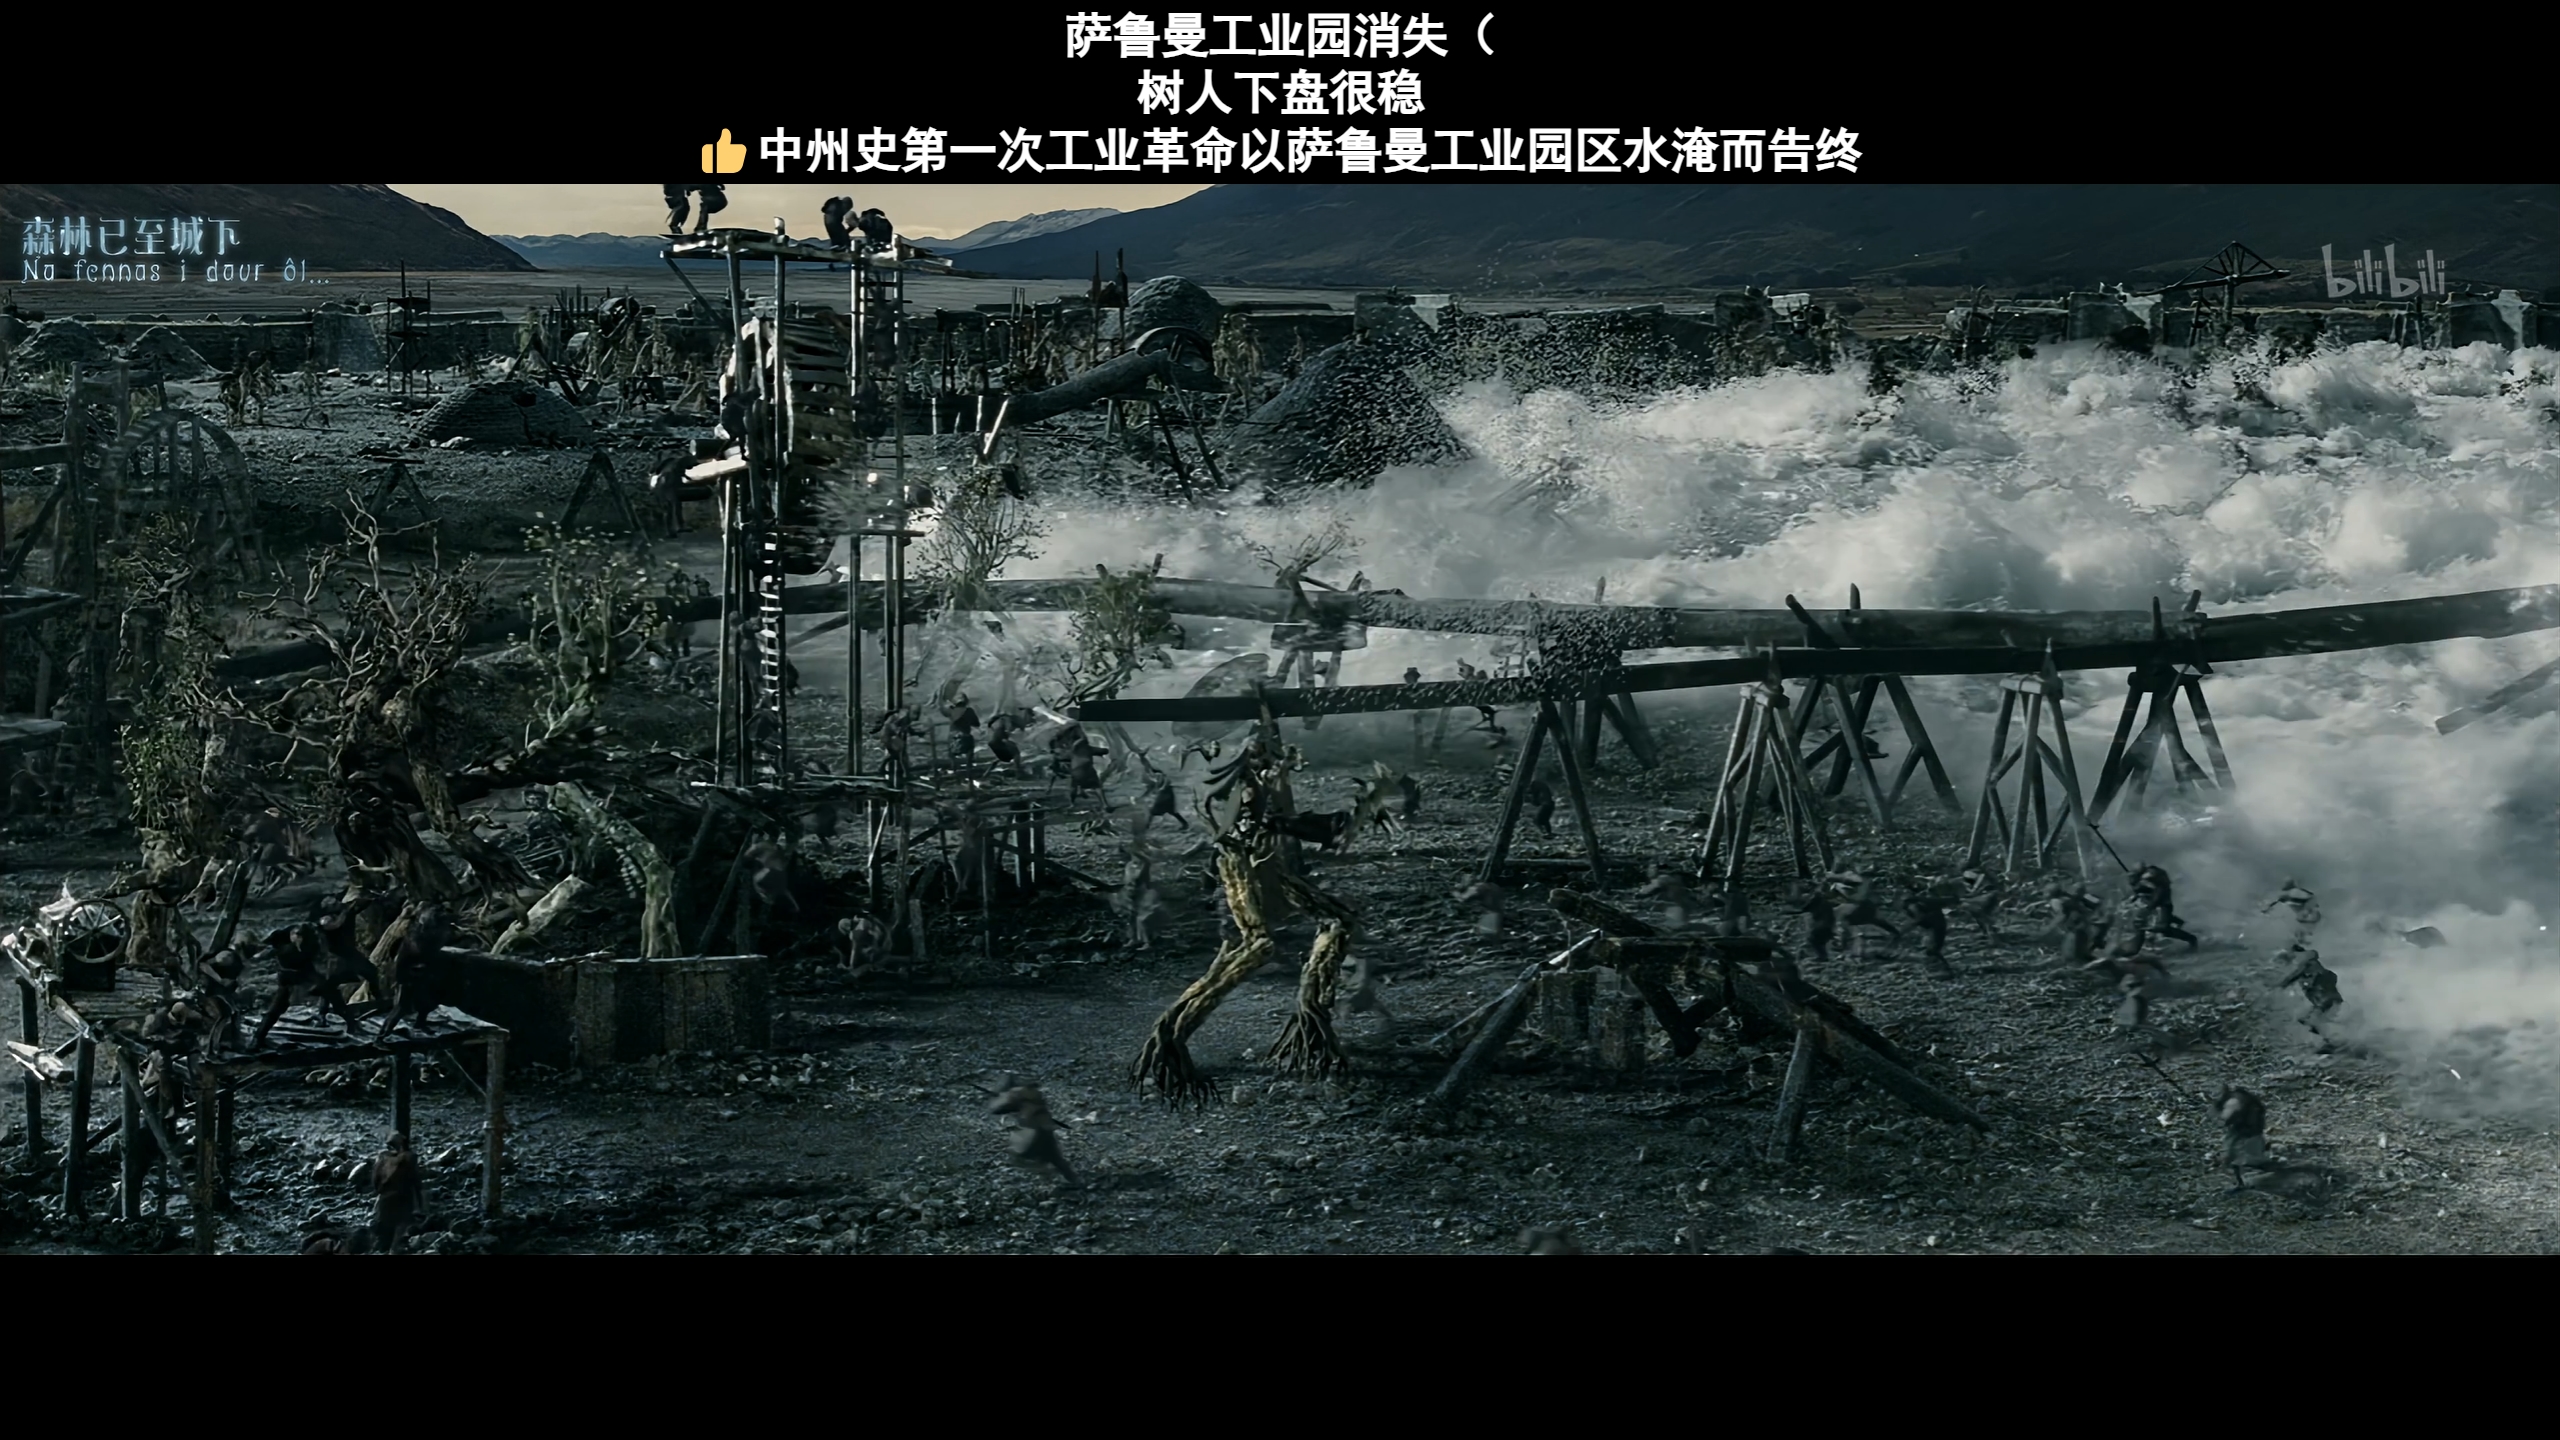 萨鲁曼工业园消失（
树人下盘很稳
👍中州史第一次工业革命以萨鲁曼工业园区水淹而告终
森林已至城下
Na fennas i daur ôl...
bilibili